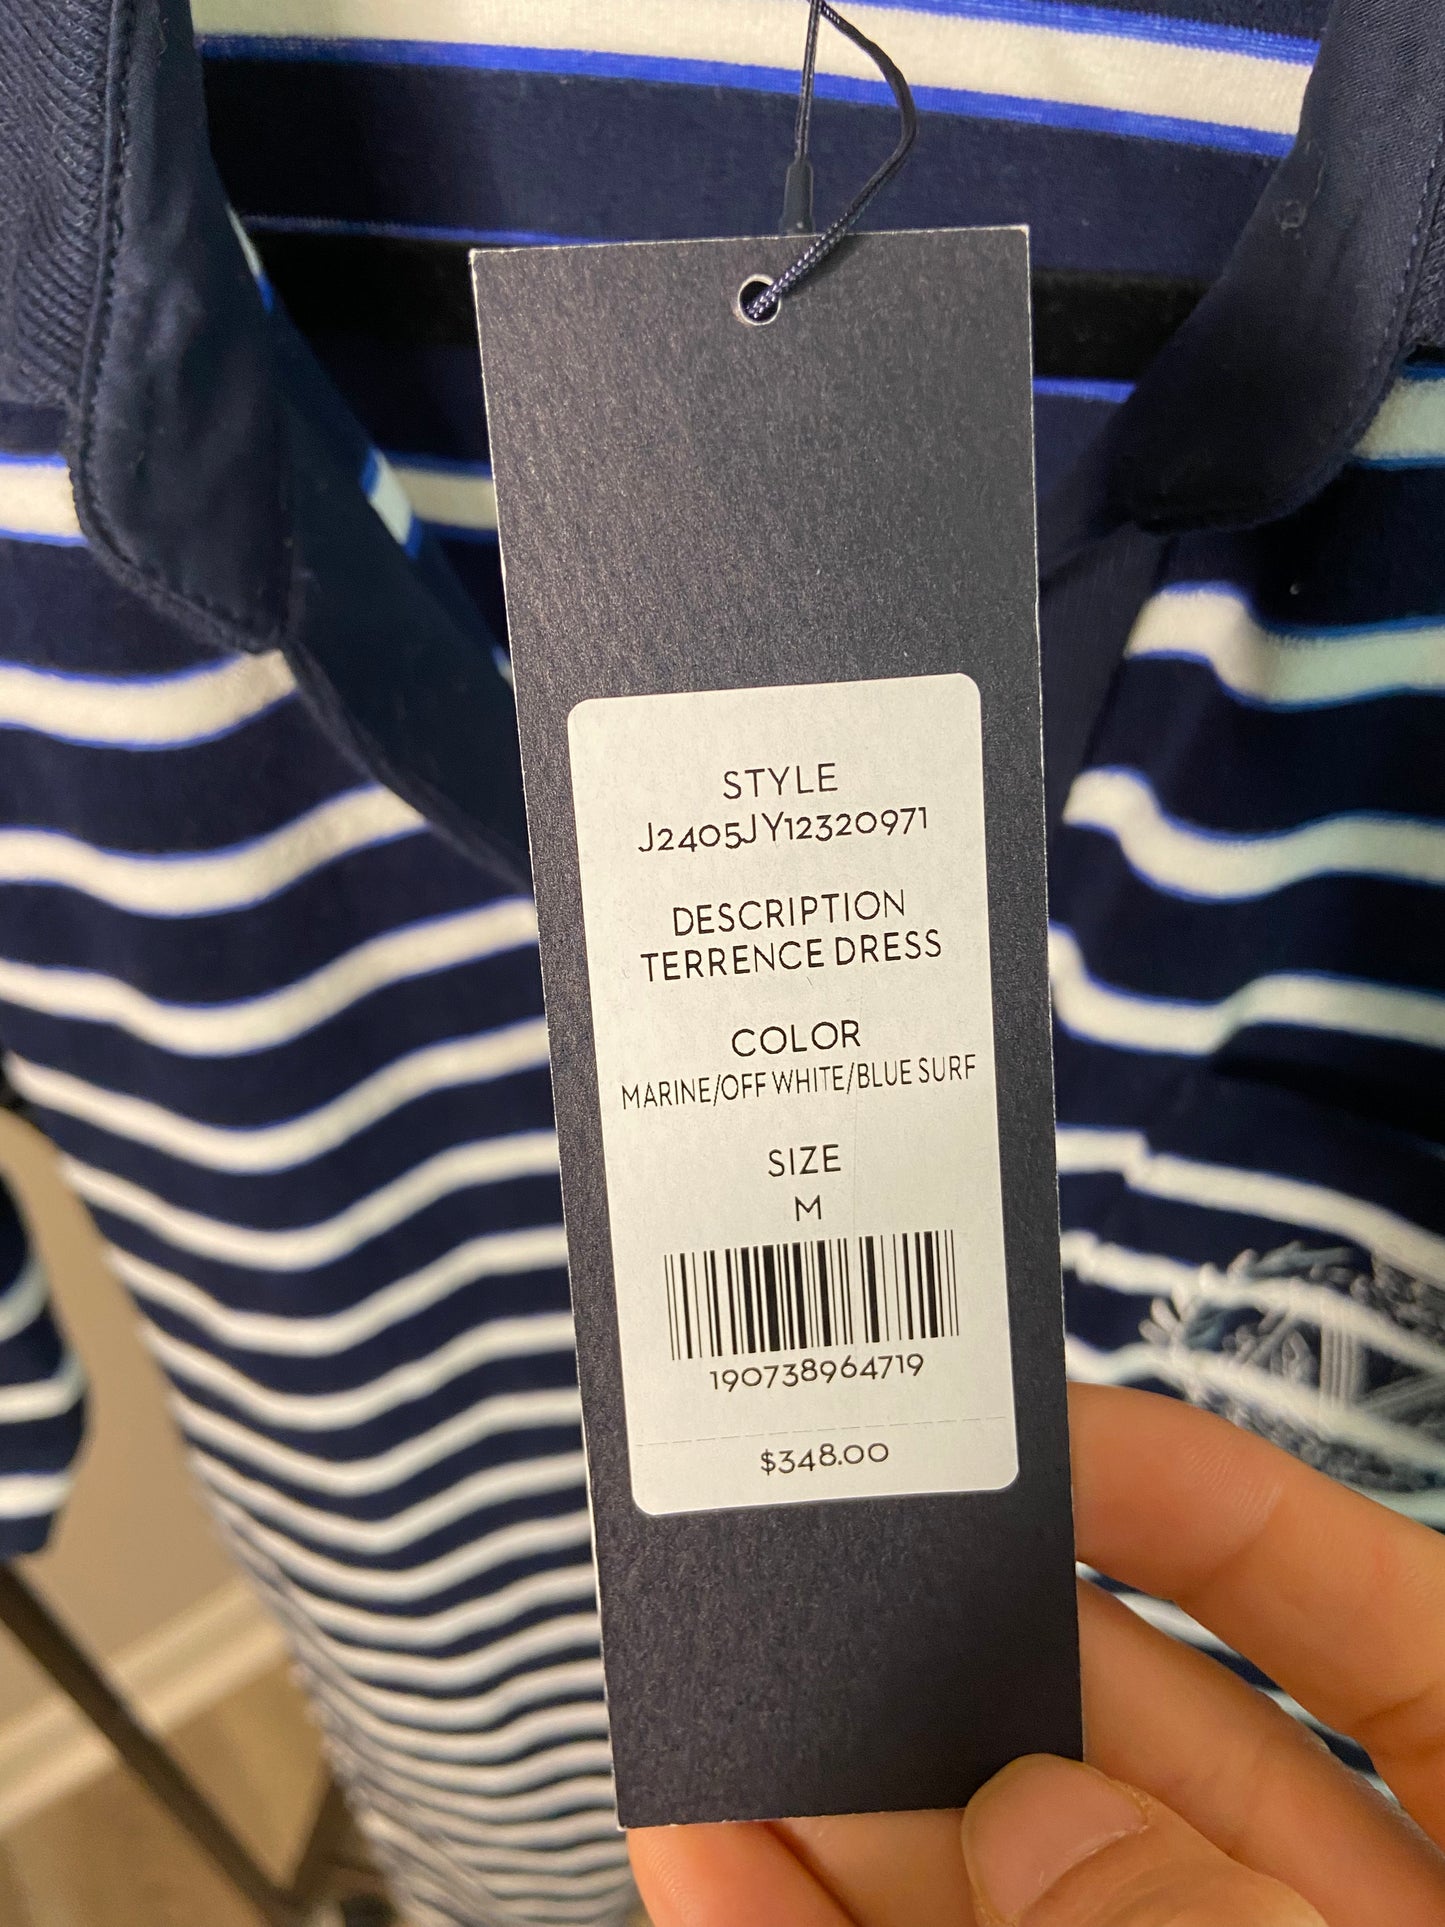 STYLE
J2405JY12320971
DESCRIPTION
TERRENCE DRESS
COLOR
MARINE/OFF WHITE/BLUE SURF
SIZE
M
190738964719
$348.00